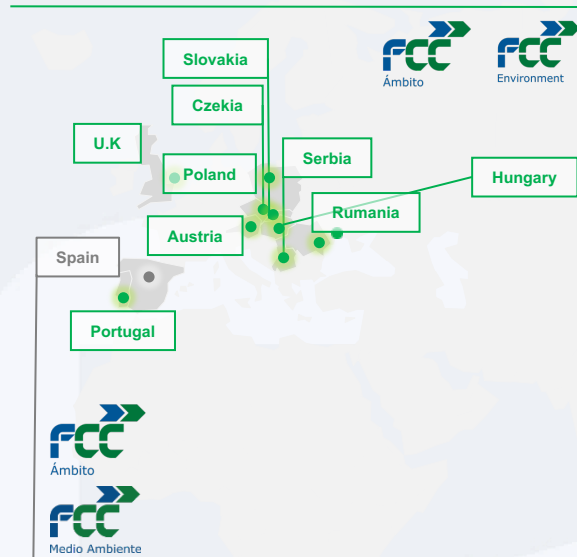 FCC
Ámbito
FCC
Environment
Slovakia
Czekia
U.K
Poland
Serbia
Hungary
Rumania
Austria
Spain
Portugal
FCC
Ámbito
FCC
Medio Ambiente